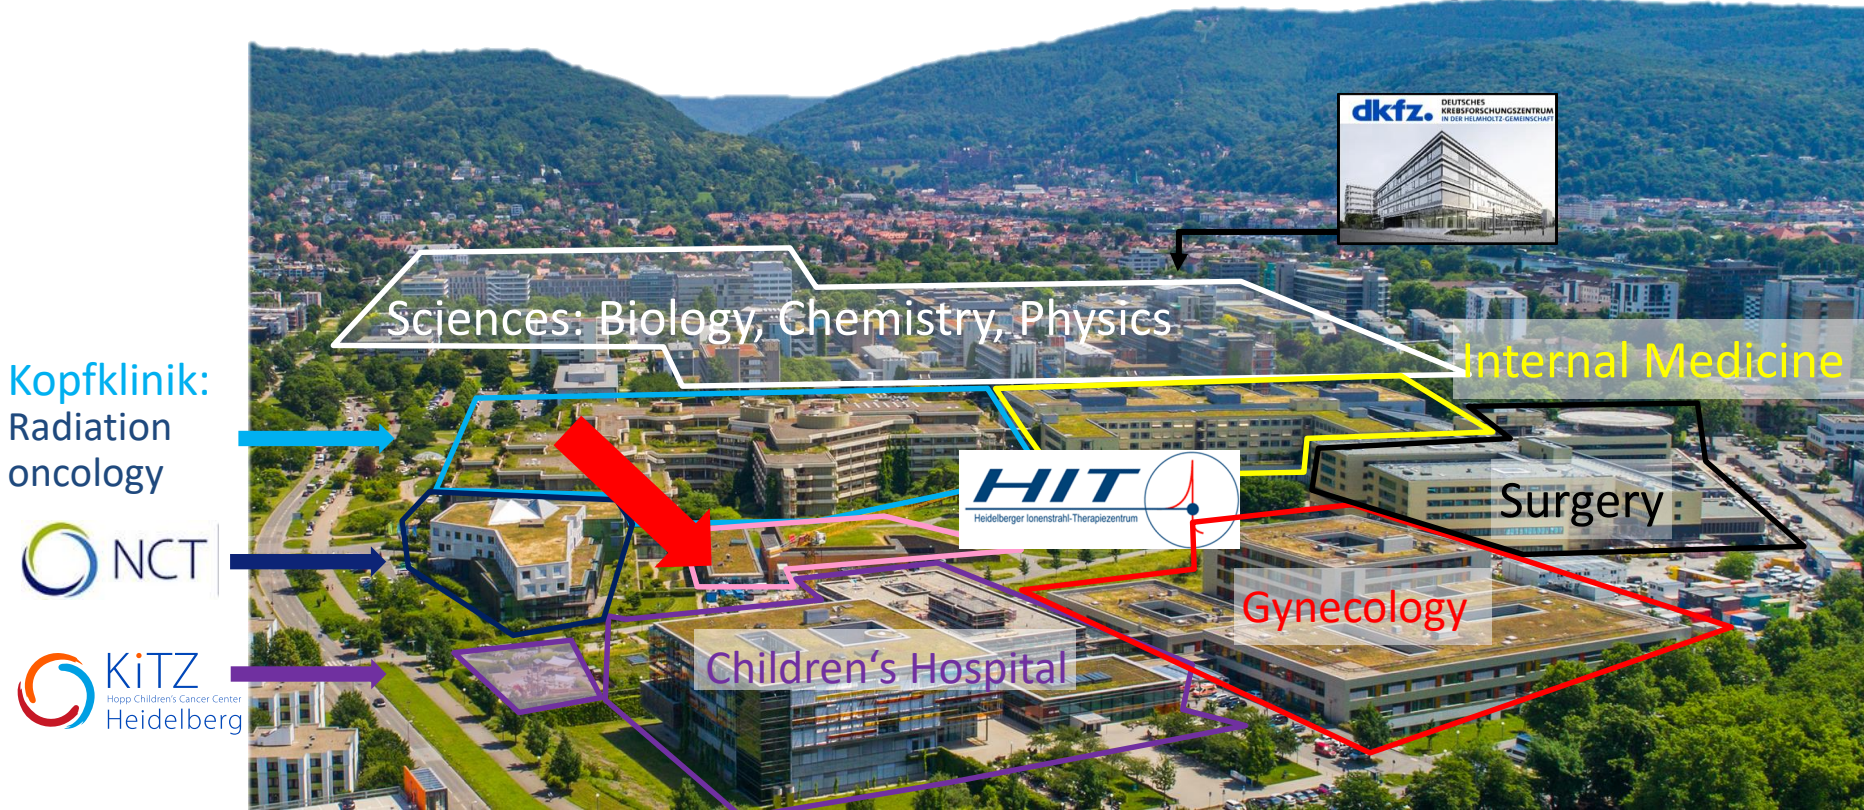 dkfz.
DEUTSCHES
KREBSFORSCHUNGSZENTRUM
IN DER HELMHOLTZ-GEMEINSCHAFT
Sciences: Biology, Chemistry, Physics
Internal Medicine
Kopfklinik:
Radiation
oncology
HIT
Heidelberger Ionenstrahl-Therapiezentrum
Surgery
NCT
Gynecology
Children‘s Hospital
KiTZ
Hopp Children's Cancer Center
Heidelberg